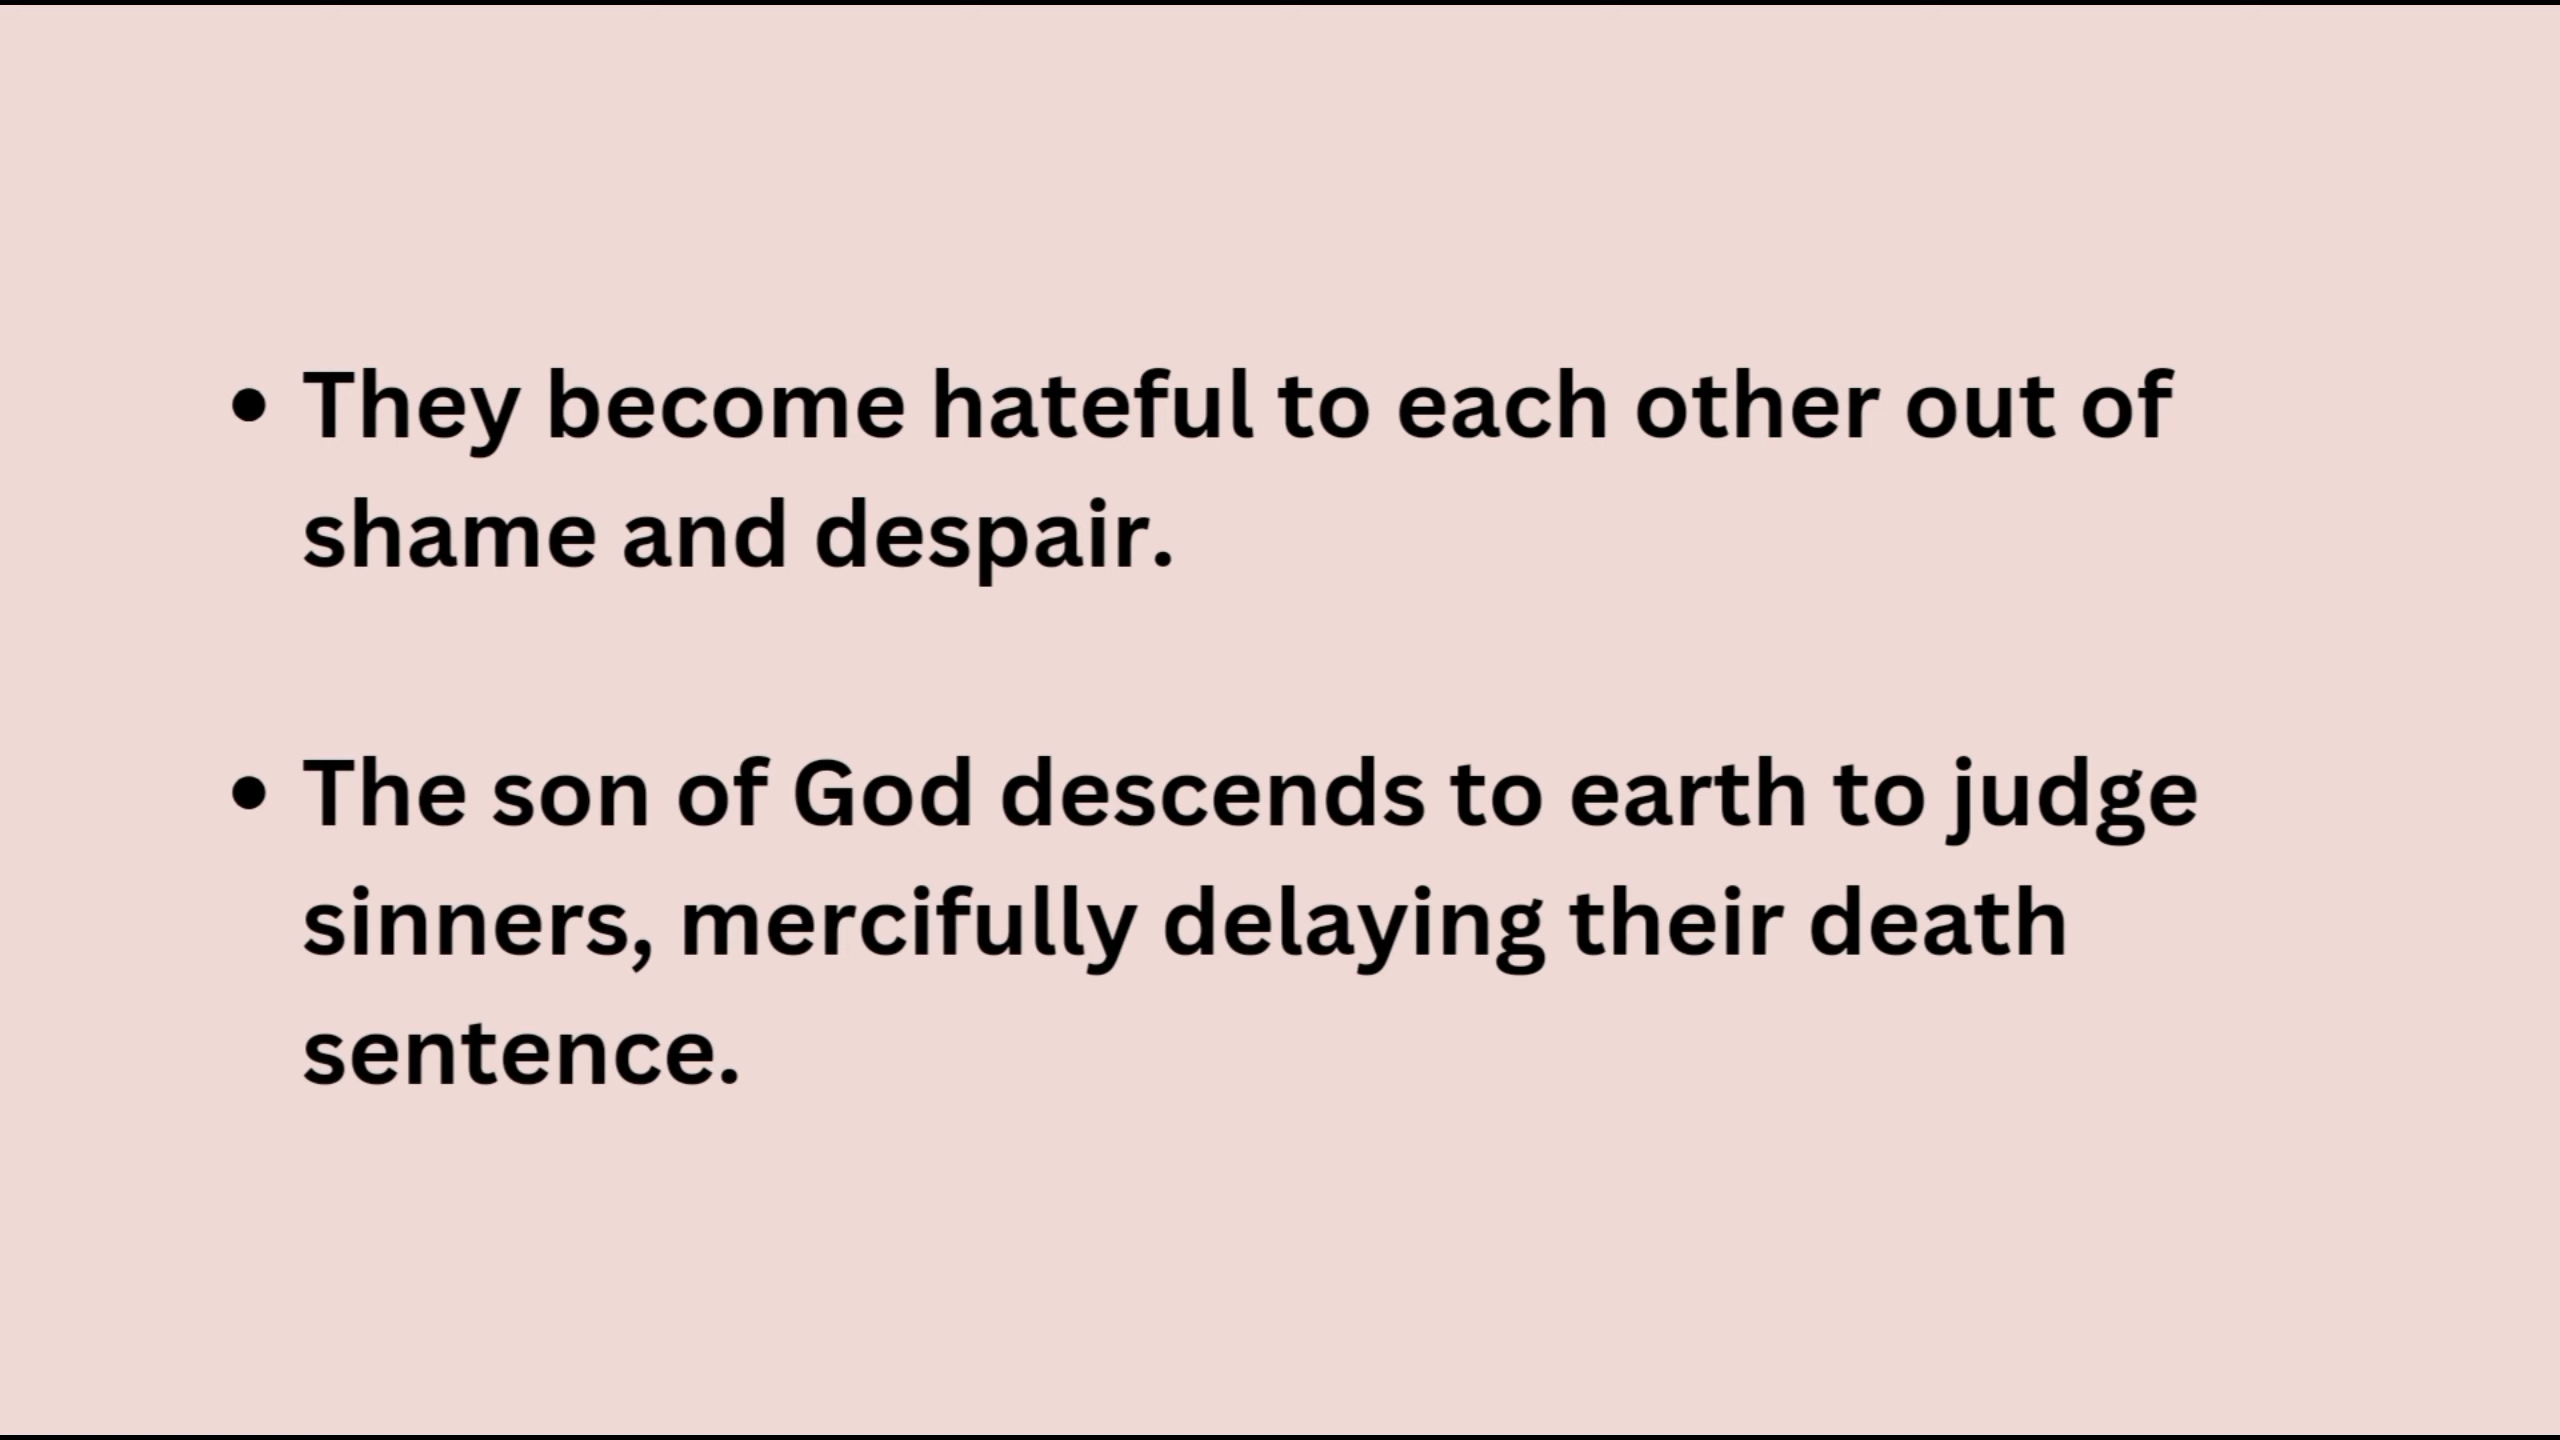 • They become hateful to each other out of
shame and despair.
• The son of God descends to earth to judge
sinners, mercifully delaying their death
sentence.